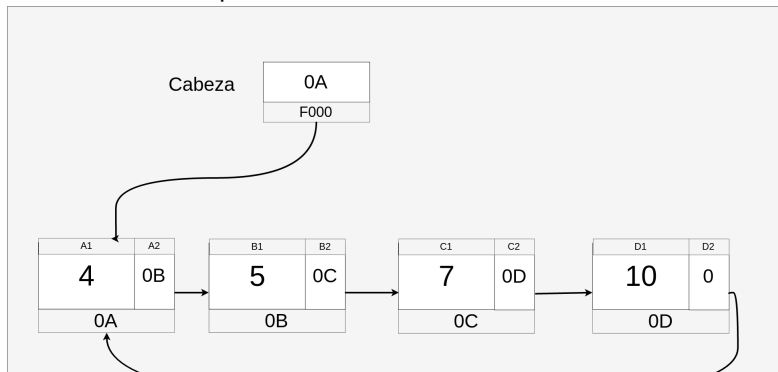 Cabeza
0A
F000
A1 A2
4 0B
0A
B1 B2
5 0C
0B
C1 C2
7 0D
0C
D1 D2
10 0
0D